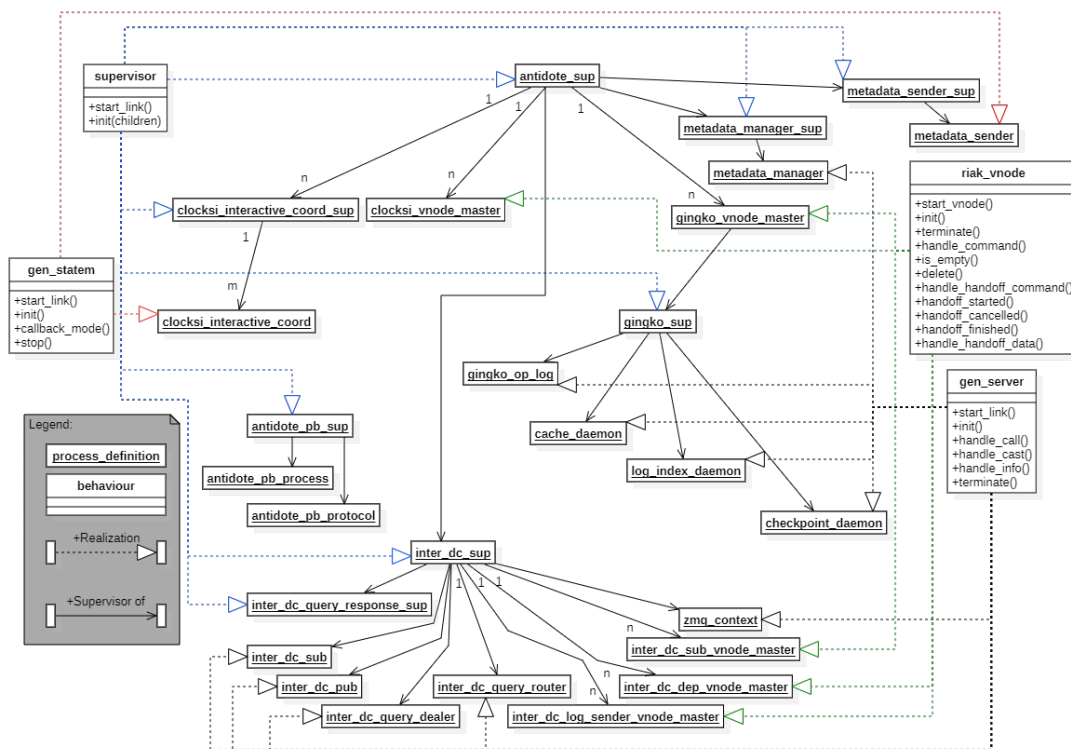 supervisor
+start_link()
+init(children)
antidote_sup
metadata_sender_sup
metadata_sender
metadata_manager_sup
metadata_manager
1
1
1
n
n
n
clocksi_interactive_coord_sup
clocksi_vnode_master
gingko_vnode_master
riak_vnode
+start_vnode()
+init()
+terminate()
+handle_command()
+is_empty()
+delete()
+handle_handoff_command()
+handoff_started()
+handoff_cancelled()
+handoff_finished()
+handle_handoff_data()
1
m
gen_statem
+start_link()
+init()
+callback_mode()
+stop()
clocksi_interactive_coord
gingko_sup
gingko_op_log
cache_daemon
log_index_daemon
checkpoint_daemon
gen_server
+start_link()
+init()
+handle_call()
+handle_cast()
+handle_info()
+terminate()
Legend:
process_definition
behaviour
+Realization
+Supervisor of
antidote_pb_sup
antidote_pb_process
antidote_pb_protocol
inter_dc_sup
1
1
1
inter_dc_query_response_sup
zmq_context
n
inter_dc_sub_vnode_master
inter_dc_sub
inter_dc_pub
inter_dc_query_router
n
inter_dc_dep_vnode_master
n
inter_dc_query_dealer
inter_dc_log_sender_vnode_master